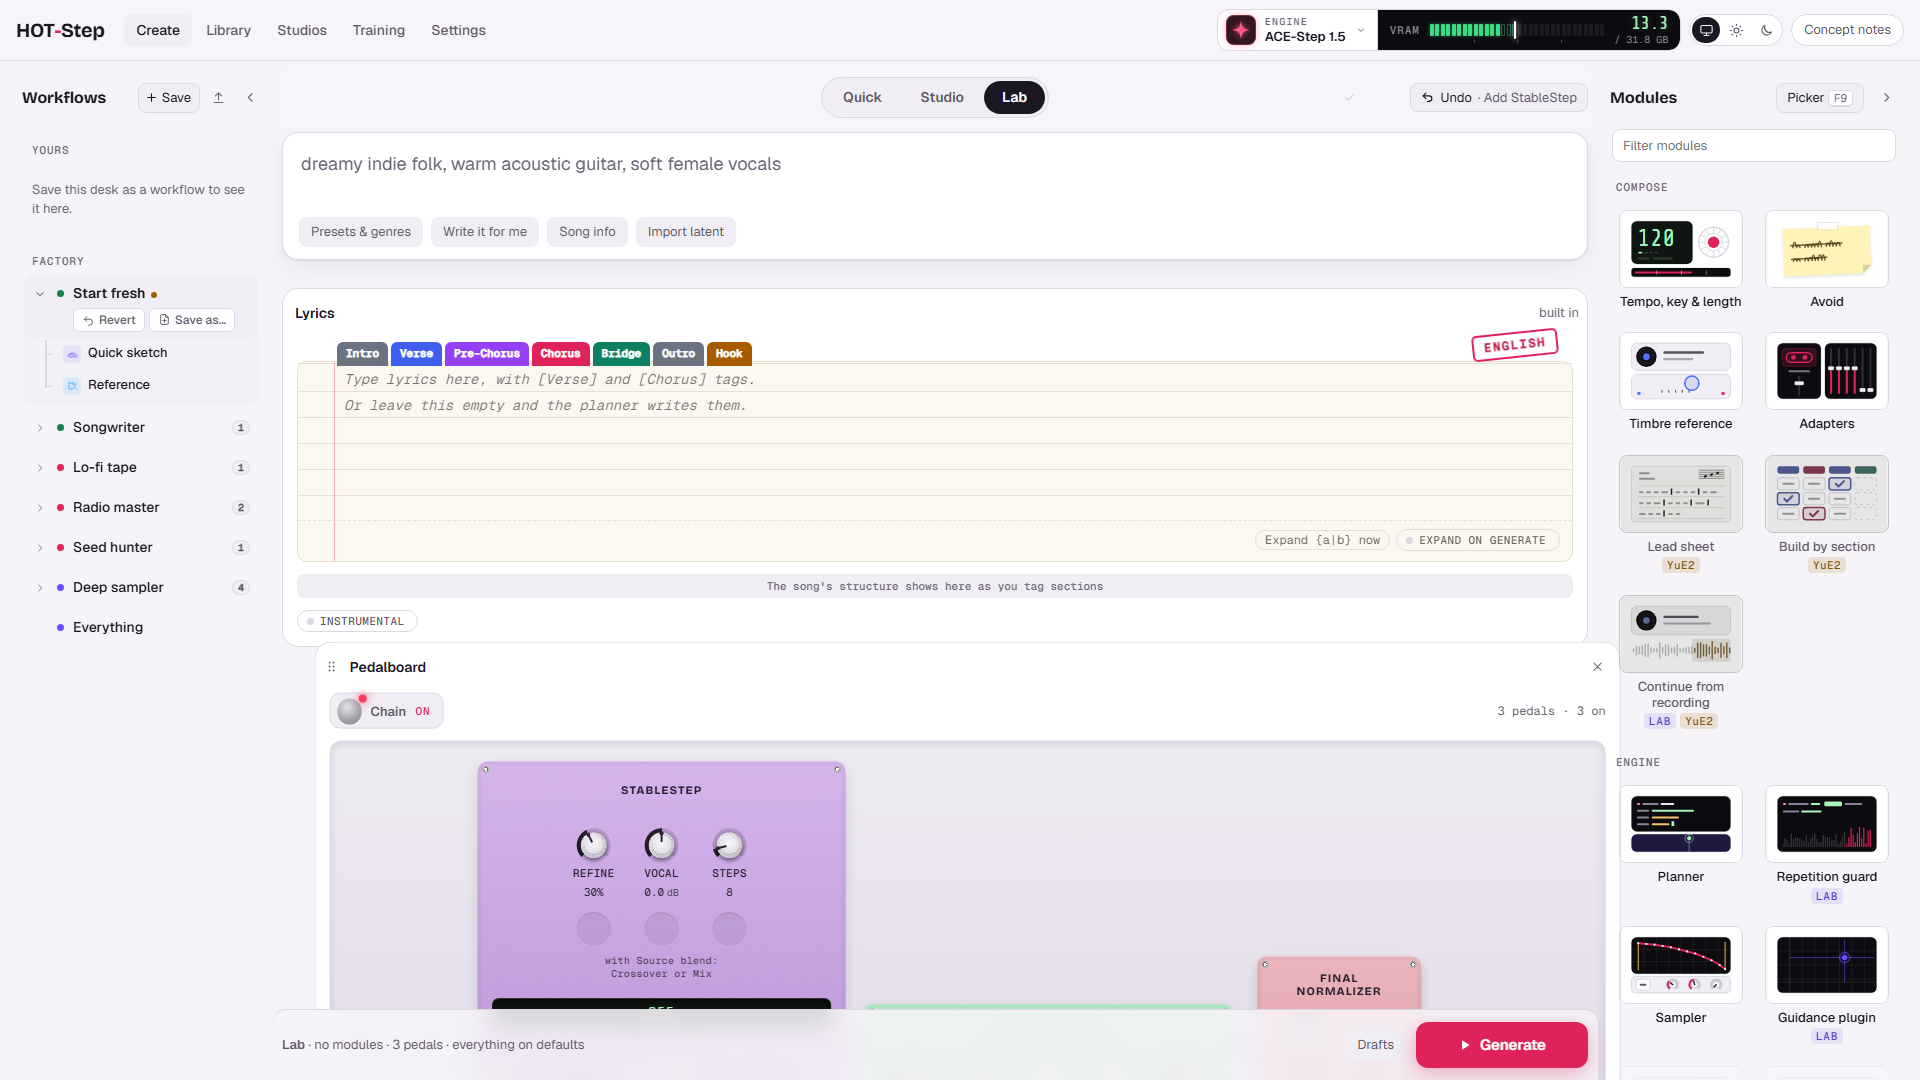 HOT-Step
Create
Library
Studios
Training
Settings
ENGINE
ACE-Step 1.5
VRAM
13.3
/ 31.8 GB
Concept notes
Workflows
+ Save
Quick
Studio
Lab
Undo · Add StableStep
Modules
Picker F9
YOURS
Save this desk as a workflow to see
it here.
FACTORY
Start fresh
Revert
Save as...
Quick sketch
Reference
Songwriter 1
Lo-fi tape 1
Radio master 2
Seed hunter 1
Deep sampler 4
Everything
dreamy indie folk, warm acoustic guitar, soft female vocals
Presets & genres
Write it for me
Song info
Import latent
Lyrics
built in
Intro
Verse
Pre-Chorus
Chorus
Bridge
Outro
Hook
ENGLISH
Type lyrics here, with [Verse] and [Chorus] tags.
Or leave this empty and the planner writes them.
Expand {a|b} now
EXPAND ON GENERATE
The song's structure shows here as you tag sections
INSTRUMENTAL
Pedalboard
Chain ON
3 pedals · 3 on
STABLESTEP
REFINE
VOCAL
STEPS
30%
0.0 dB
8
with Source blend:
Crossover or Mix
FINAL
NORMALIZER
Lab · no modules · 3 pedals · everything on defaults
Drafts
Generate
Filter modules
COMPOSE
120
Tempo, key & length
Avoid
Timbre reference
Adapters
Lead sheet
YuE2
Build by section
YuE2
Continue from
recording
LAB
YuE2
ENGINE
Planner
Repetition guard
LAB
Sampler
Guidance plugin
LAB